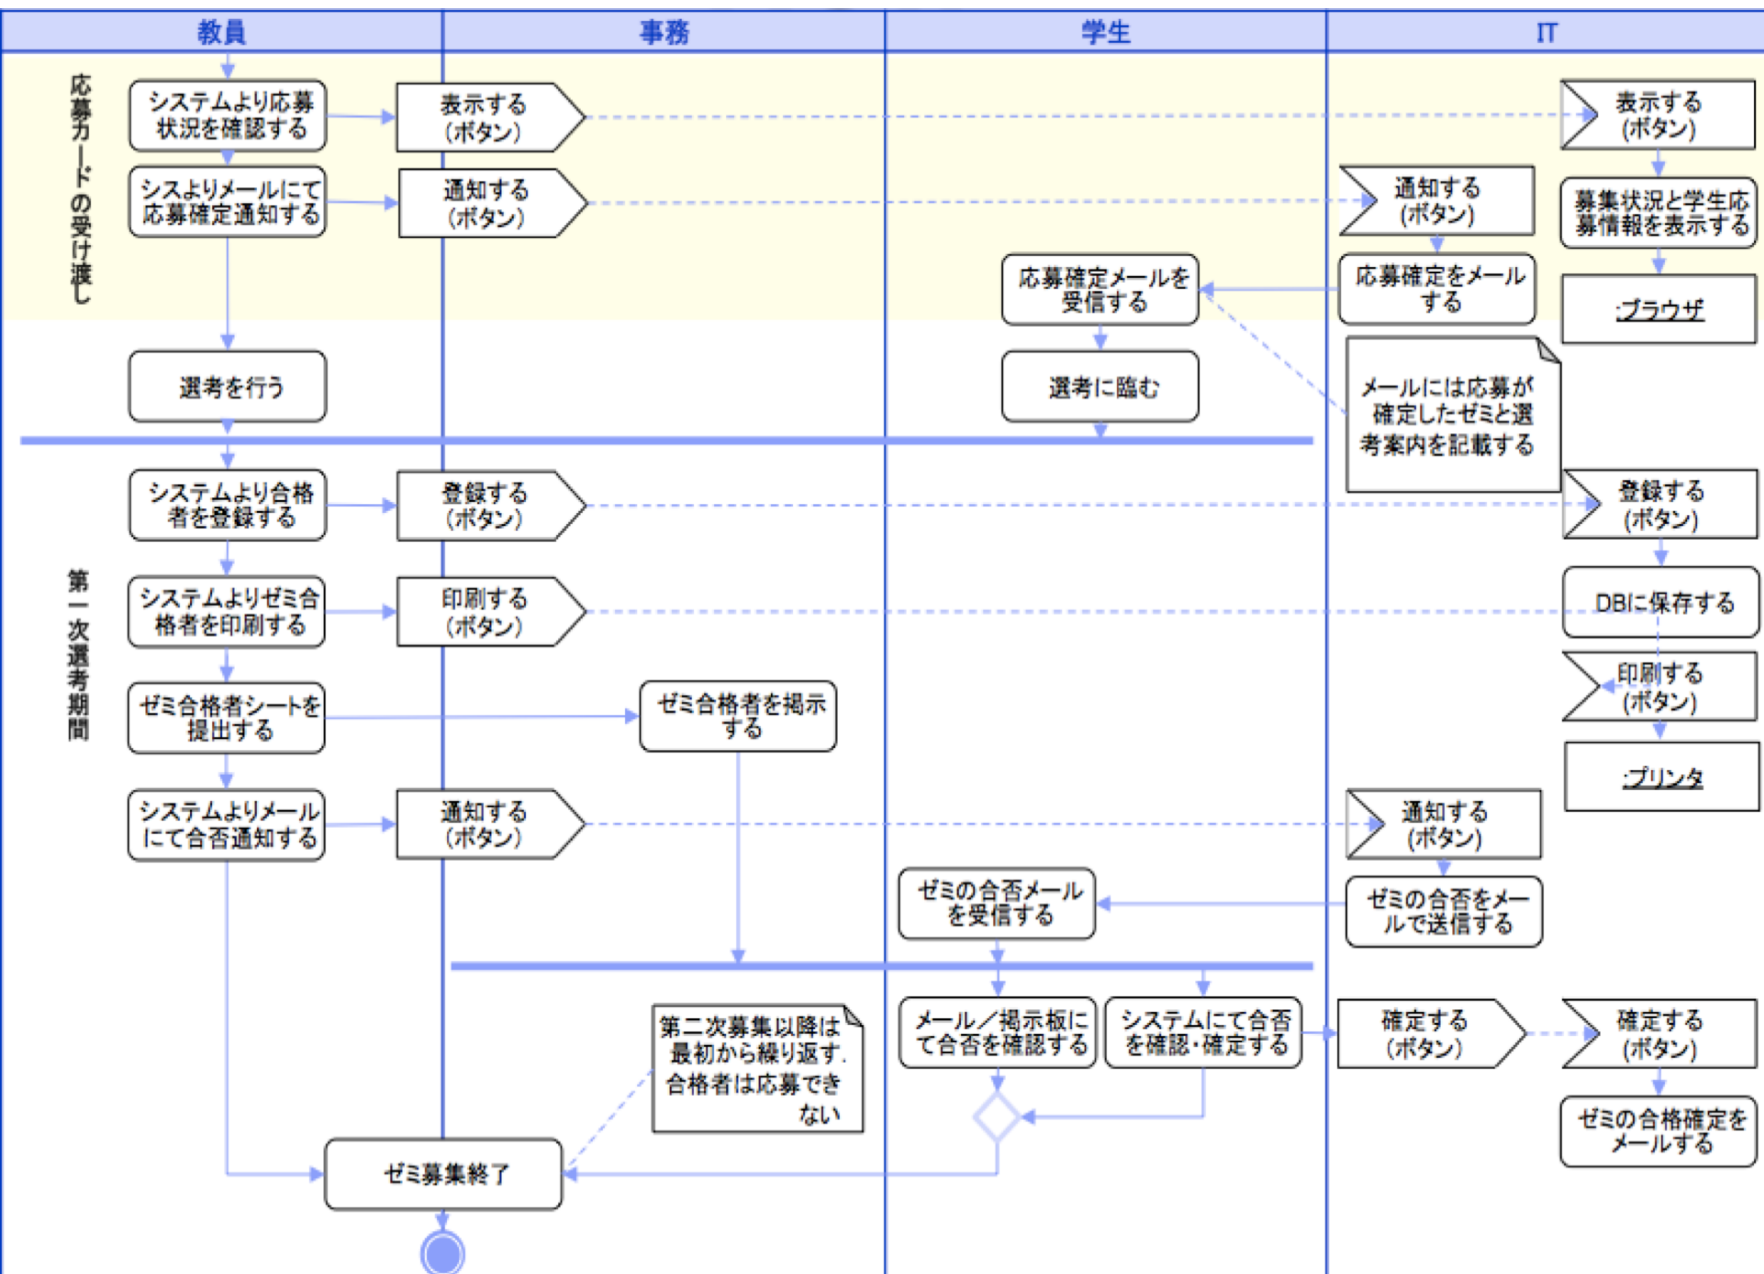 教員
事務
学生
IT
応募カードの受け渡し
システムより応募
状況を確認する
表示する
(ボタン)
表示する
(ボタン)
シスよりメールにて
応募確定通知する
通知する
(ボタン)
通知する
(ボタン)
募集状況と学生応
募情報を表示する
応募確定メールを
受信する
応募確定をメール
する
:ブラウザ
選考を行う
選考に臨む
メールには応募が
確定したゼミと選
考案内を記載する
第一次選考期間
システムより合格
者を登録する
登録する
(ボタン)
登録する
(ボタン)
システムよりゼミ合
格者を印刷する
印刷する
(ボタン)
DBに保存する
印刷する
(ボタン)
ゼミ合格者シートを
提出する
ゼミ合格者を掲示
する
:プリンタ
システムよりメール
にて合否通知する
通知する
(ボタン)
通知する
(ボタン)
ゼミの合否メール
を受信する
ゼミの合否をメー
ルで送信する
第二次募集以降は
最初から繰り返す.
合格者は応募でき
ない
メール／掲示板に
て合否を確認する
システムにて合否
を確認・確定する
確定する
(ボタン)
確定する
(ボタン)
ゼミの合格確定を
メールする
ゼミ募集終了